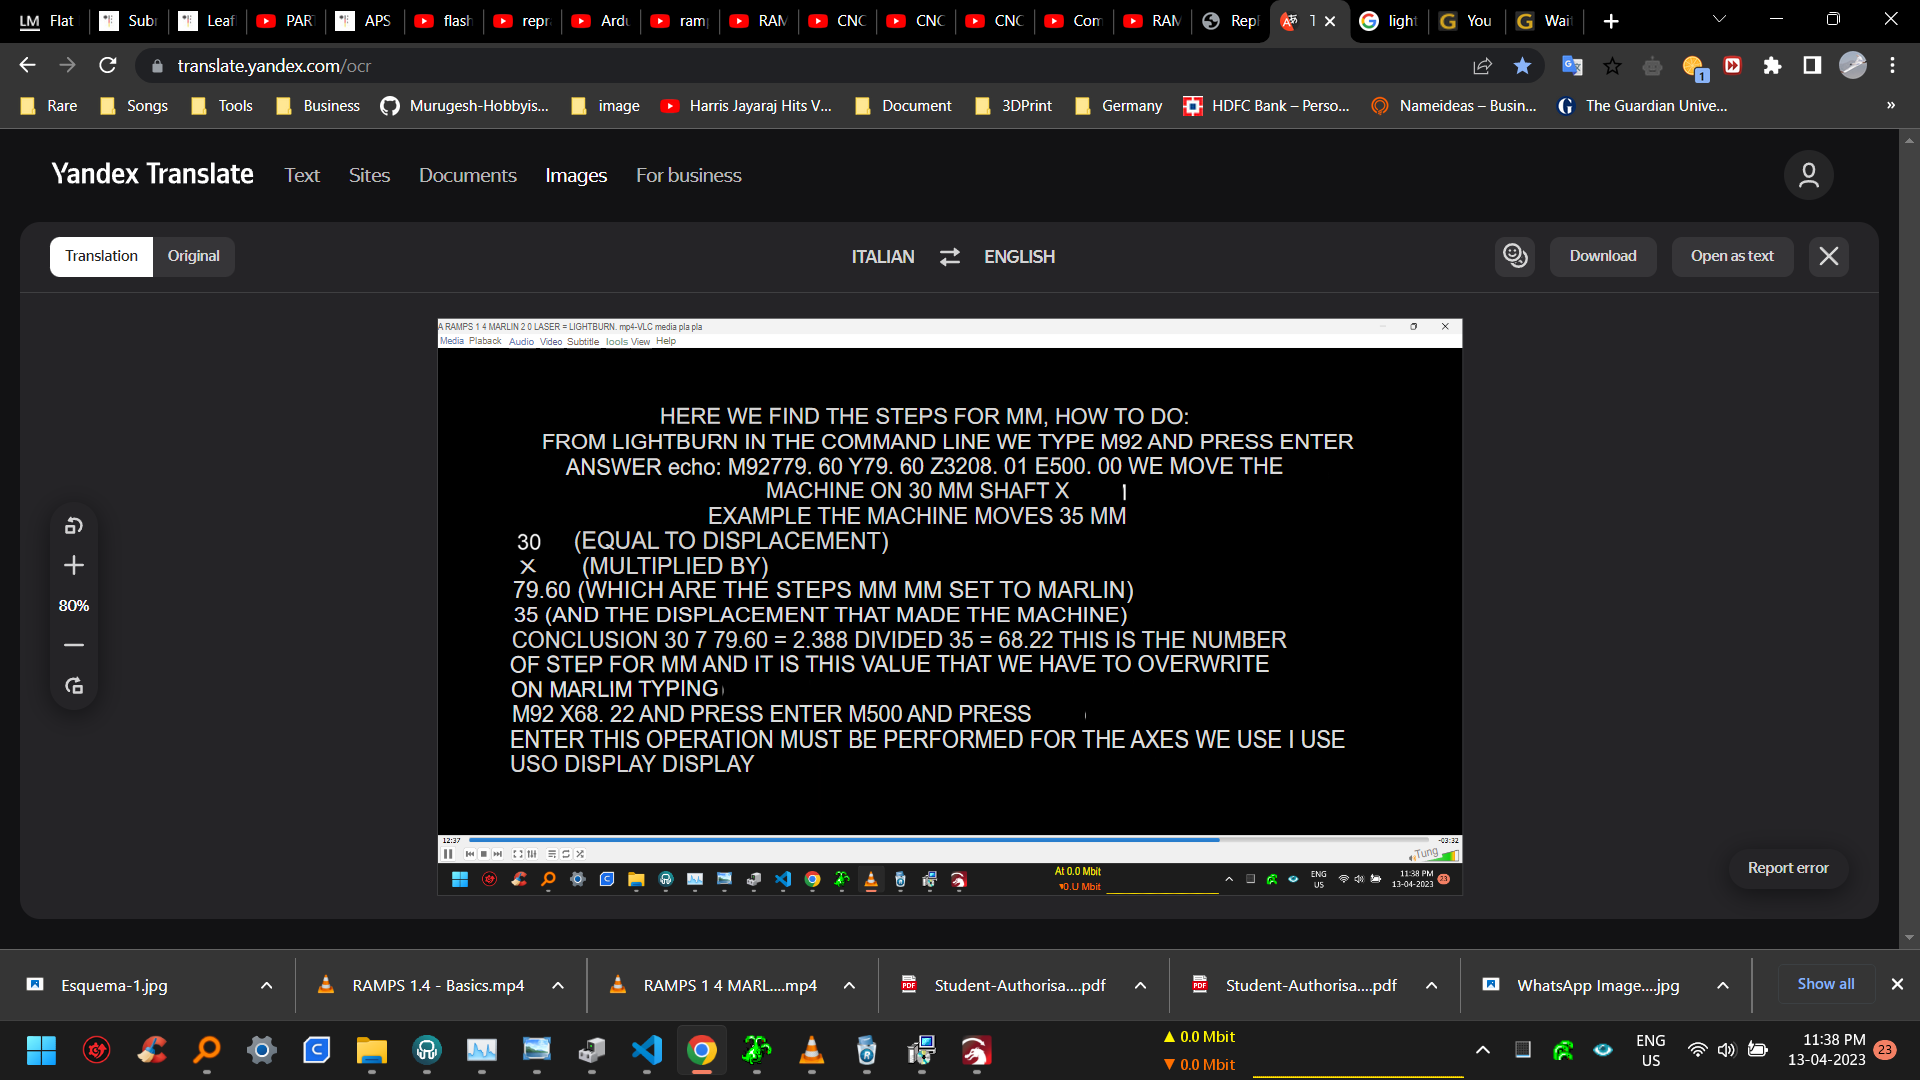 Flat
Sub
Leaf
PAR
APS
flash
repr
Ardu
ram
RAM
CNC
CNC
CNC
Com
RAM
Rep
T
light
You
Wait
translate.yandex.com/ocr
1
Rare
Songs
Tools
Business
Murugesh-Hobbyis...
image
Harris Jayaraj Hits V...
Document
3DPrint
Germany
HDFC Bank – Perso...
Nameideas – Busin...
The Guardian Unive...
»
Yandex Translate
Text
Sites
Documents
Images
For business
Translation
Original
ITALIAN
ENGLISH
Download
Open as text
A RAMPS 1 4 MARLIN 2 0 LASER = LIGHTBURN. mp4-VLC media pla pla
Media Plaback Audio Video Subtitle Iools View Help
HERE WE FIND THE STEPS FOR MM, HOW TO DO:
FROM LIGHTBURN IN THE COMMAND LINE WE TYPE M92 AND PRESS ENTER
ANSWER echo: M92779. 60 Y79. 60 Z3208. 01 E500. 00 WE MOVE THE
MACHINE ON 30 MM SHAFT X
EXAMPLE THE MACHINE MOVES 35 MM
30 (EQUAL TO DISPLACEMENT)
X (MULTIPLIED BY)
79.60 (WHICH ARE THE STEPS MM MM SET TO MARLIN)
35 (AND THE DISPLACEMENT THAT MADE THE MACHINE)
CONCLUSION 30 7 79.60 = 2.388 DIVIDED 35 = 68.22 THIS IS THE NUMBER
OF STEP FOR MM AND IT IS THIS VALUE THAT WE HAVE TO OVERWRITE
ON MARLIM TYPING
M92 X68. 22 AND PRESS ENTER M500 AND PRESS
ENTER THIS OPERATION MUST BE PERFORMED FOR THE AXES WE USE I USE
USO DISPLAY DISPLAY
80%
12:37
-03:32
Tung
At 0.0 Mbit
▾0.U Mbit
ENG
US
11:38 PM
13-04-2023
23
Report error
Esquema-1.jpg
RAMPS 1.4 - Basics.mp4
RAMPS 1 4 MARL....mp4
Student-Authorisa....pdf
Student-Authorisa....pdf
WhatsApp Image....jpg
Show all
▲ 0.0 Mbit
▼ 0.0 Mbit
ENG
US
11:38 PM
13-04-2023
23